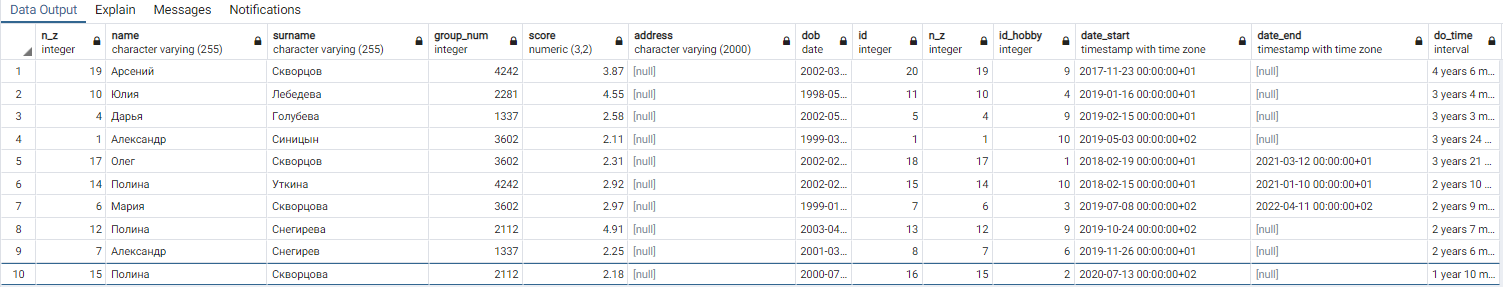 Data Output Explain Messages Notifications
n_z name surname group_num score address dob id n_z id_hobby date_start date_end do_time
integer character varying (255) character varying (255) integer numeric (3,2) character varying (2000) date integer integer integer timestamp with time zone timestamp with time zone interval
1 19 Арсений Скворцов 4242 3.87 [null] 2002-03... 20 19 9 2017-11-23 00:00:00+01 [null] 4 years 6 m...
2 10 Юлия Лебедева 2281 4.55 [null] 1998-05... 11 10 4 2019-01-16 00:00:00+01 [null] 3 years 4 m...
3 4 Дарья Голубева 1337 2.58 [null] 2002-05... 5 4 9 2019-02-15 00:00:00+01 [null] 3 years 3 m...
4 1 Александр Синицын 3602 2.11 [null] 1999-03... 1 1 10 2019-05-03 00:00:00+02 [null] 3 years 24 ...
5 17 Олег Скворцов 3602 2.31 [null] 2002-02... 18 17 1 2018-02-19 00:00:00+01 2021-03-12 00:00:00+01 3 years 21 ...
6 14 Полина Уткина 4242 2.92 [null] 2002-02... 15 14 10 2018-02-15 00:00:00+01 2021-01-10 00:00:00+01 2 years 10 ...
7 6 Мария Скворцова 3602 2.97 [null] 1999-01... 7 6 3 2019-07-08 00:00:00+02 2022-04-11 00:00:00+02 2 years 9 m...
8 12 Полина Снегирева 2112 4.91 [null] 2003-04... 13 12 9 2019-10-24 00:00:00+02 [null] 2 years 7 m...
9 7 Александр Снегирев 1337 2.25 [null] 2001-03... 8 7 6 2019-11-26 00:00:00+01 [null] 2 years 6 m...
10 15 Полина Скворцова 2112 2.18 [null] 2000-07... 16 15 2 2020-07-13 00:00:00+02 [null] 1 year 10 m...